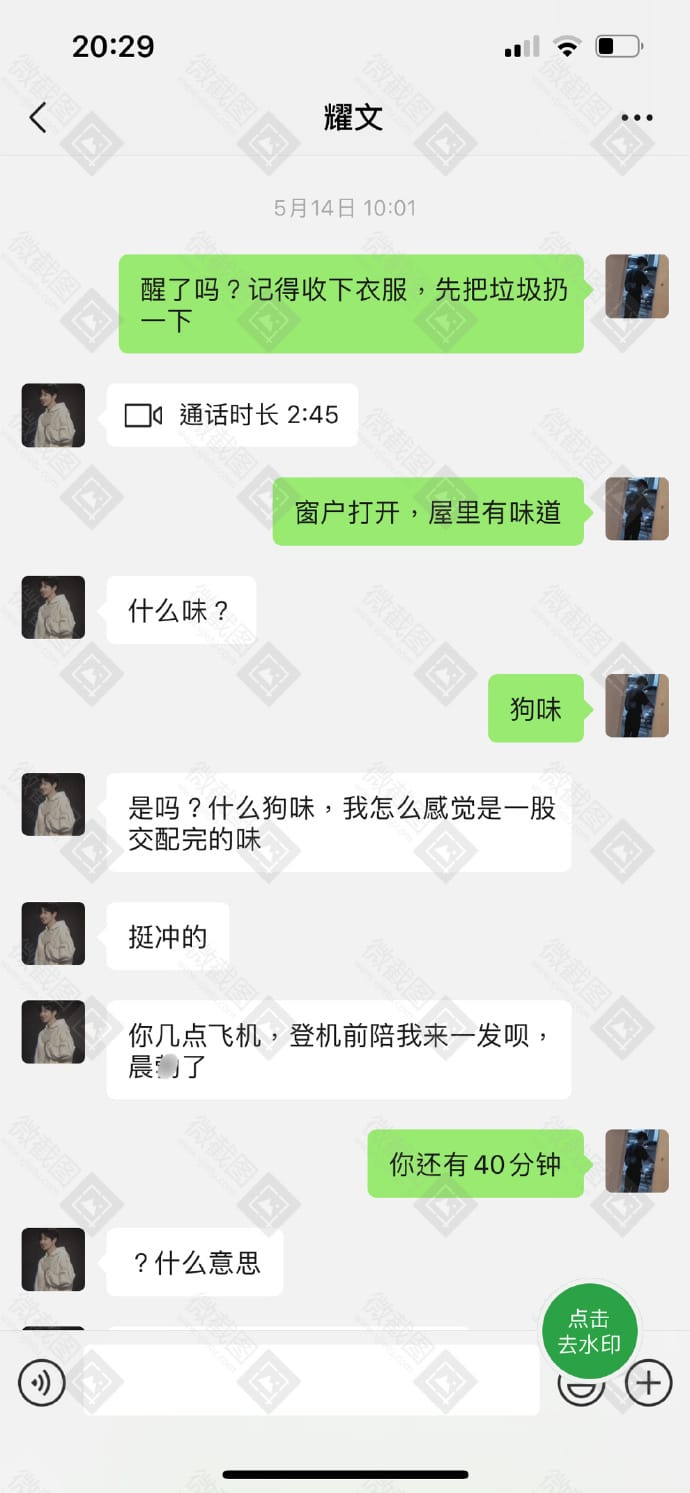 20:29
耀文
5月14日 10:01
醒了吗？记得收下衣服，先把垃圾扔
一下
通话时长 2:45
窗户打开，屋里有味道
什么味？
狗味
是吗？什么狗味，我怎么感觉是一股
交配完的味
挺冲的
你几点飞机，登机前陪我来一发呗，
晨了
你还有40分钟
？什么意思
点击
去水印
微截图